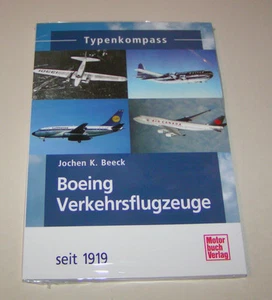 Typenkompass
Jochen K. Beeck
Boeing
Verkehrsflugzeuge
seit 1919
Motor
buch
Verlag